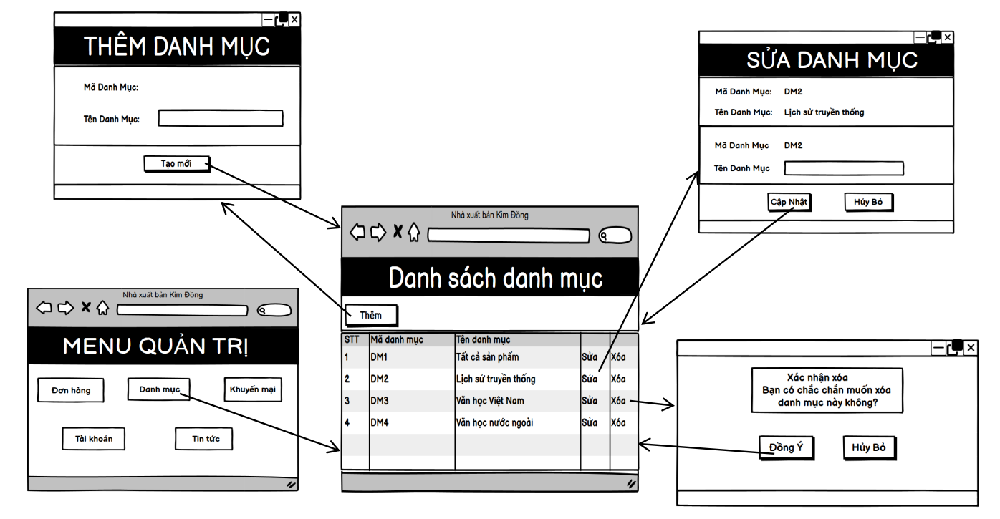 THÊM DANH MỤC
Mã Danh Mục:
Tên Danh Mục:
Tạo mới
SỬA DANH MỤC
Mã Danh Mục: DM2
Tên Danh Mục: Lịch sử truyền thống
Mã Danh Mục DM2
Tên Danh Mục
Cập Nhật Hủy Bỏ
Nhà xuất bản Kim Đồng
MENU QUẢN TRỊ
Đơn hàng Danh mục Khuyến mại
Tài khoản Tin tức
Nhà xuất bản Kim Đồng
Danh sách danh mục
Thêm
STT Mã danh mục Tên danh mục
1 DM1 Tất cả sản phẩm Sửa Xóa
2 DM2 Lịch sử truyền thống Sửa Xóa
3 DM3 Văn học Việt Nam Sửa Xóa
4 DM4 Văn học nước ngoài Sửa Xóa
Xác nhận xóa
Bạn có chắc chắn muốn xóa
danh mục này không?
Đồng Ý Hủy Bỏ